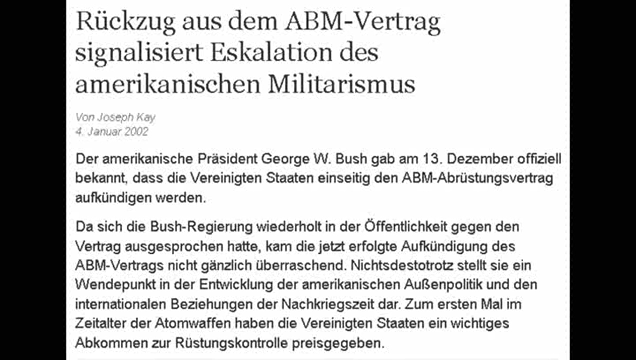 Rückzug aus dem ABM-Vertrag
signalisiert Eskalation des
amerikanischen Militarismus
Von Joseph Kay
4. Januar 2002
Der amerikanische Präsident George W. Bush gab am 13. Dezember offiziell
bekannt, dass die Vereinigten Staaten einseitig den ABM-Abrüstungsvertrag
aufkündigen werden.
Da sich die Bush-Regierung wiederholt in der Öffentlichkeit gegen den
Vertrag ausgesprochen hatte, kam die jetzt erfolgte Aufkündigung des
ABM-Vertrags nicht gänzlich überraschend. Nichtsdestotrotz stellt sie ein
Wendepunkt in der Entwicklung der amerikanischen Außenpolitik und den
internationalen Beziehungen der Nachkriegszeit dar. Zum ersten Mal im
Zeitalter der Atomwaffen haben die Vereinigten Staaten ein wichtiges
Abkommen zur Rüstungskontrolle preisgegeben.